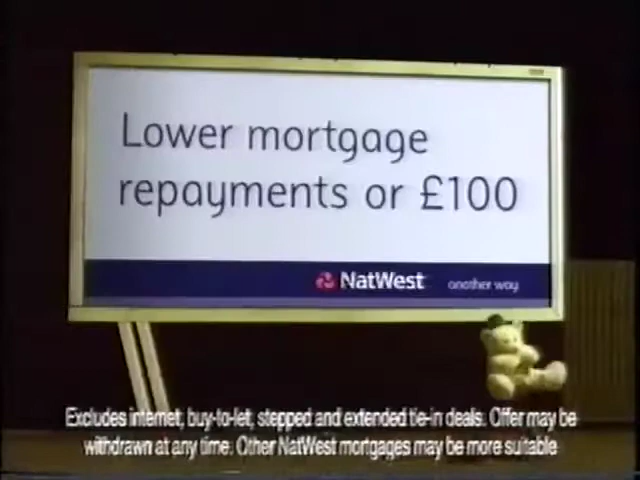 Lower mortgage
repayments or £100
NatWest another way
Excludes internet, buy-to-let, stepped and extended tie-in deals. Offer may be
withdrawn at any time. Other NatWest mortgages may be more suitable